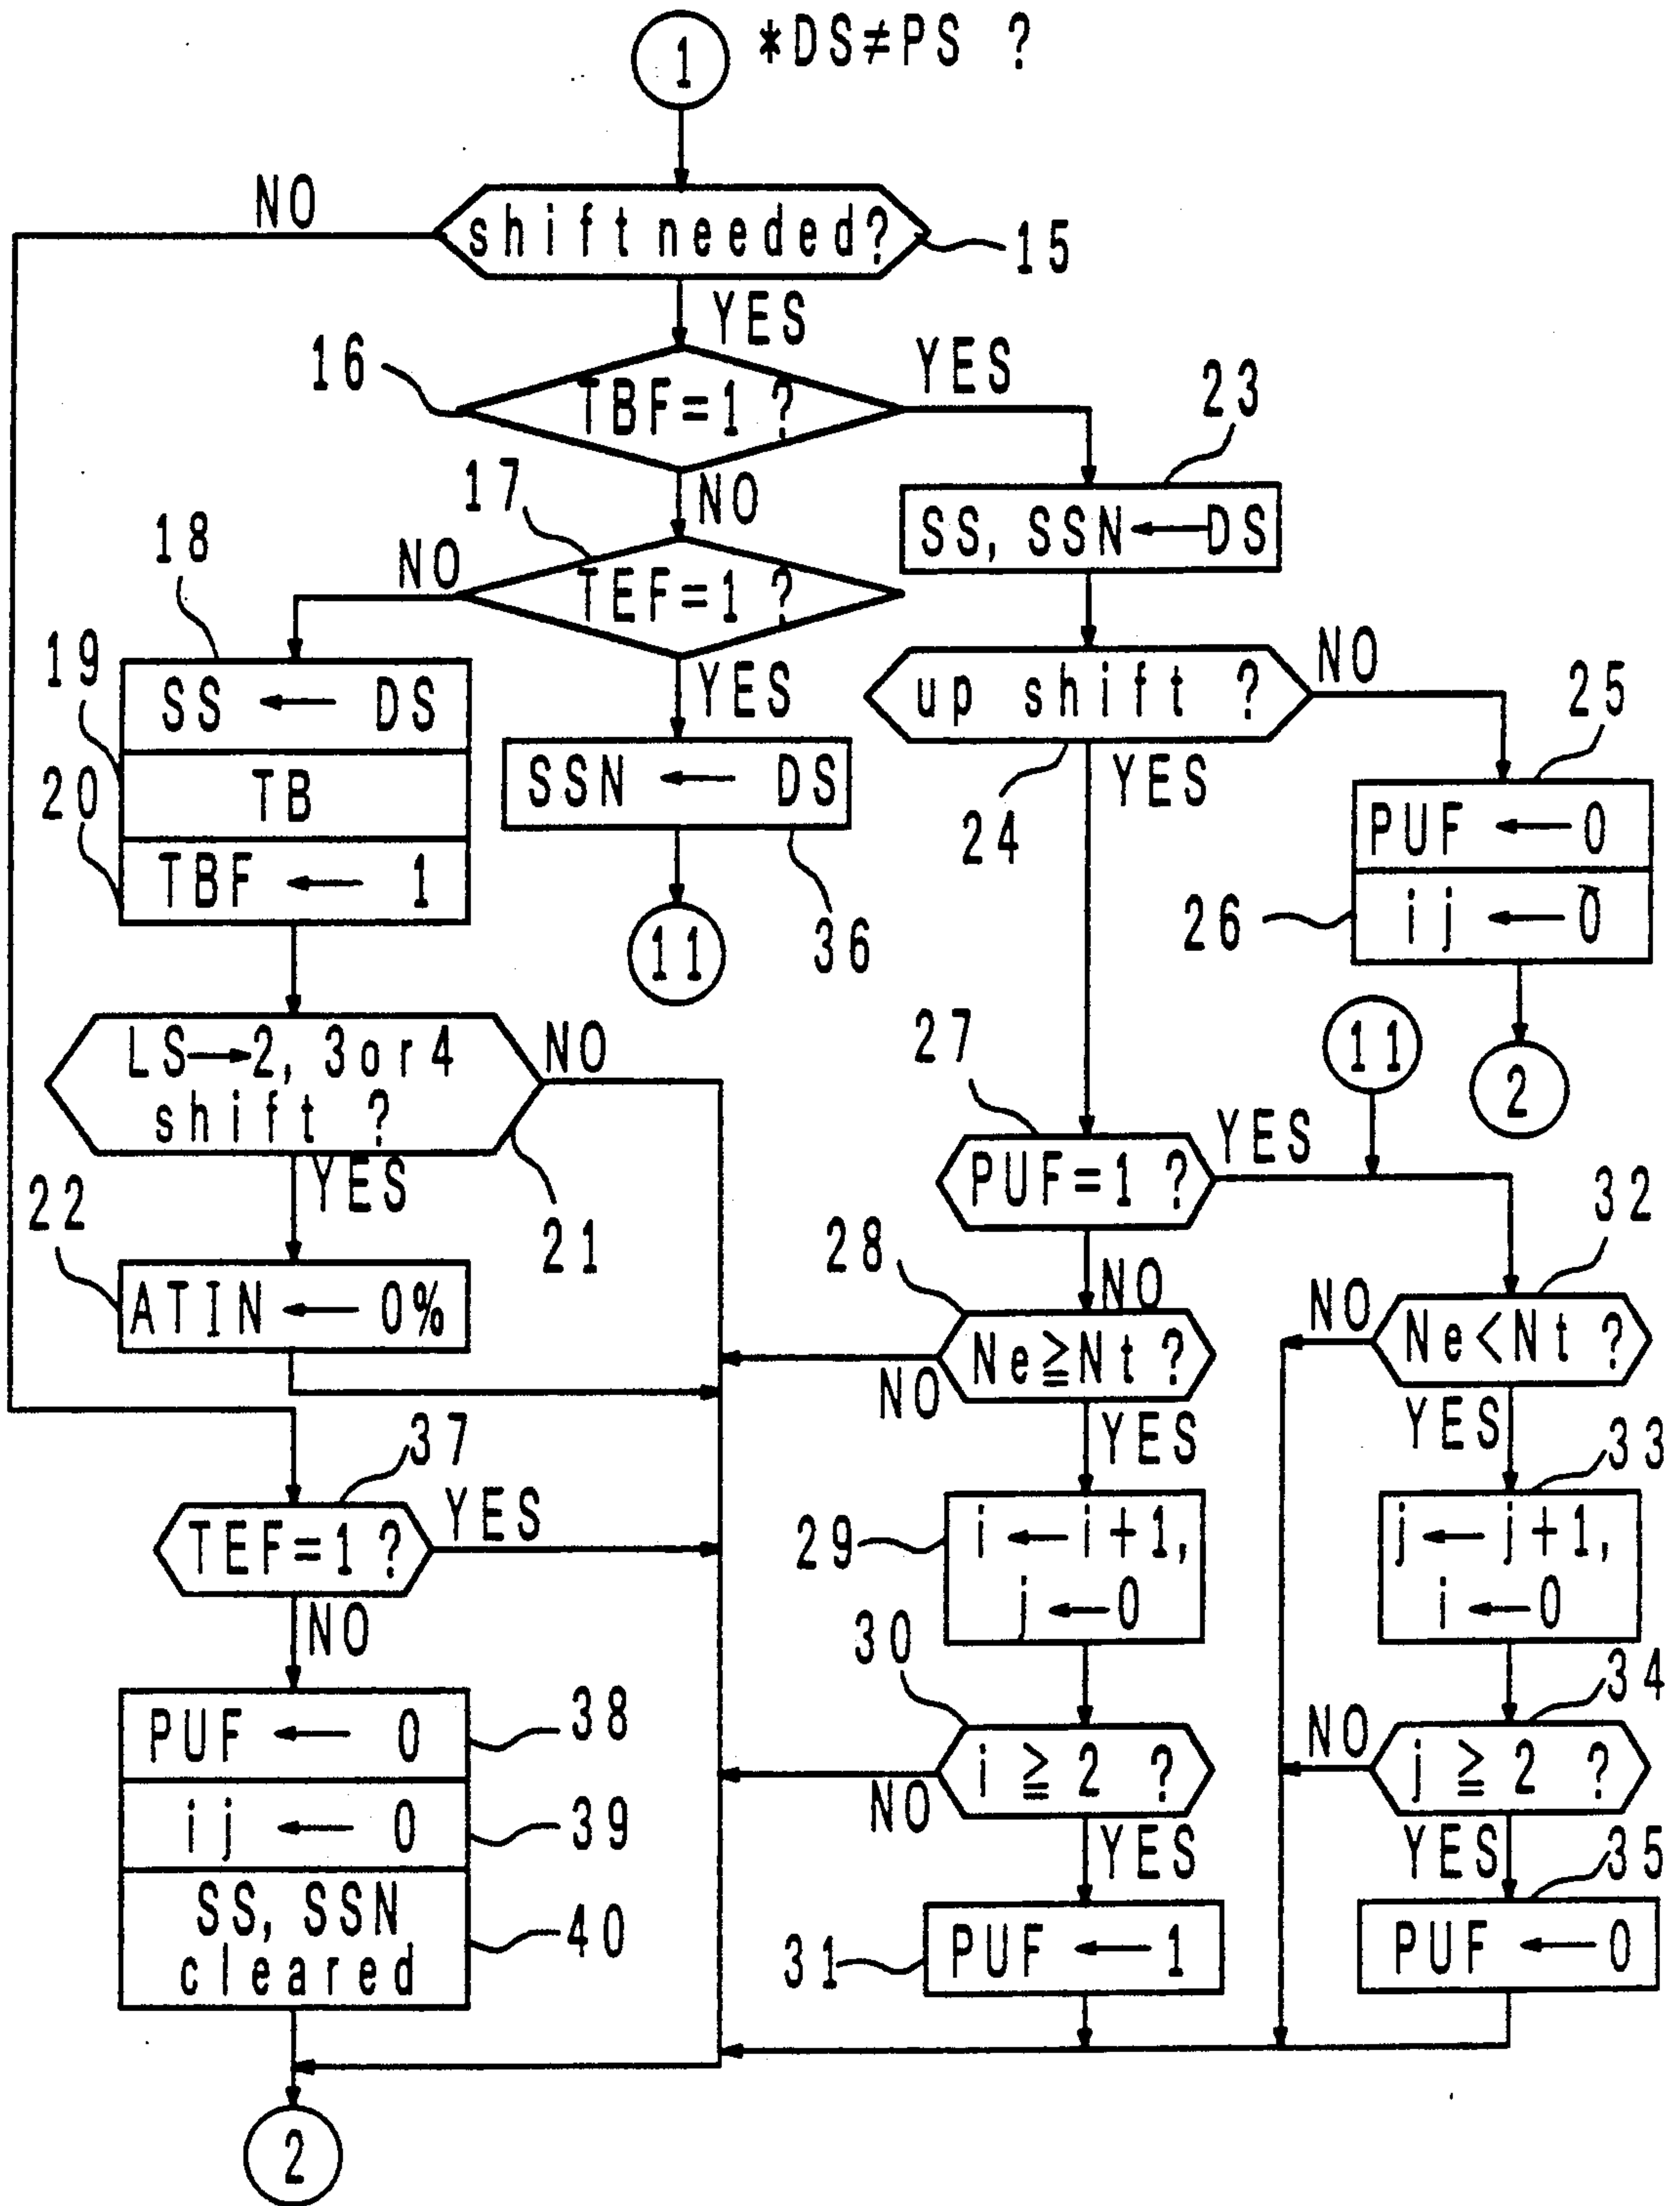 1 *DS≠PS ?
NO
shift needed?
15
YES
16
TBF=1 ?
YES
23
17
NO
SS, SSN←DS
18
NO
TEF=1 ?
19
SS ← DS
YES
up shift ?
NO
25
20
TB
SSN ← DS
24
YES
PUF ← 0
TBF ← 1
36
26
ij ← 0
11
LS→2, 3or4
shift ?
NO
27
11
2
YES
21
PUF=1 ?
YES
32
22
ATIN ← 0%
28
NO
Ne≧Nt ?
NO
NO
Ne<Nt ?
YES
YES
37
TEF=1 ?
YES
29
i ← i+1,
j ← 0
33
j ← j+1,
i ← 0
NO
30
34
PUF ← 0
38
i ≧ 2 ?
NO
NO
j ≧ 2 ?
ij ← 0
39
YES
YES
35
SS, SSN
cleared
40
31
PUF ← 1
PUF ← 0
2